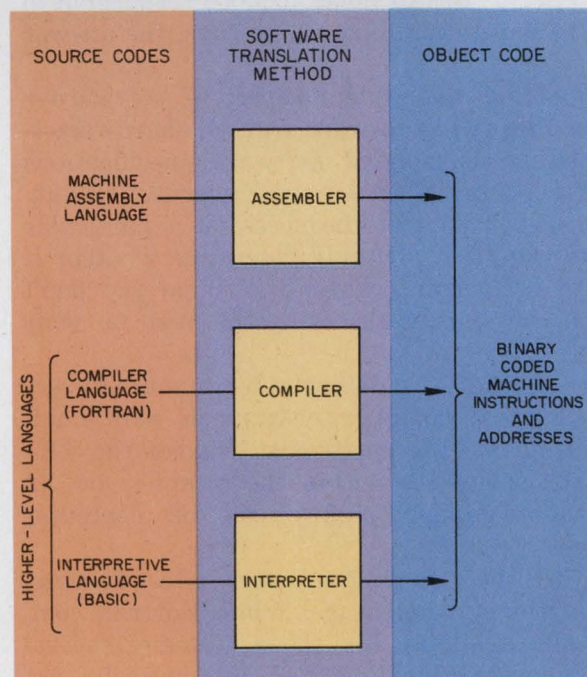 SOURCE CODES
SOFTWARE
TRANSLATION
METHOD
OBJECT CODE
MACHINE
ASSEMBLY
LANGUAGE
ASSEMBLER
HIGHER-LEVEL LANGUAGES
COMPILER
LANGUAGE
(FORTRAN)
COMPILER
INTERPRETIVE
LANGUAGE
(BASIC)
INTERPRETER
BINARY
CODED
MACHINE
INSTRUCTIONS
AND
ADDRESSES